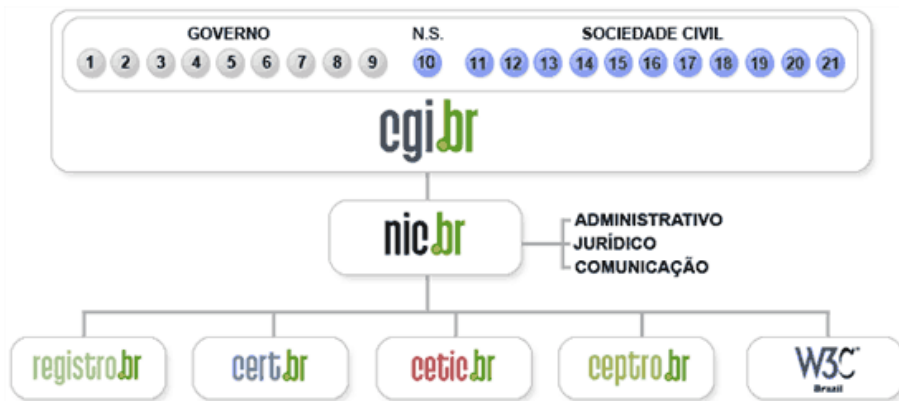 GOVERNO N.S. SOCIEDADE CIVIL
1 2 3 4 5 6 7 8 9 10 11 12 13 14 15 16 17 18 19 20 21
cgi.br
nic.br
ADMINISTRATIVO
JURÍDICO
COMUNICAÇÃO
registro.br cert.br cetic.br ceptro.br W3C
Brazil